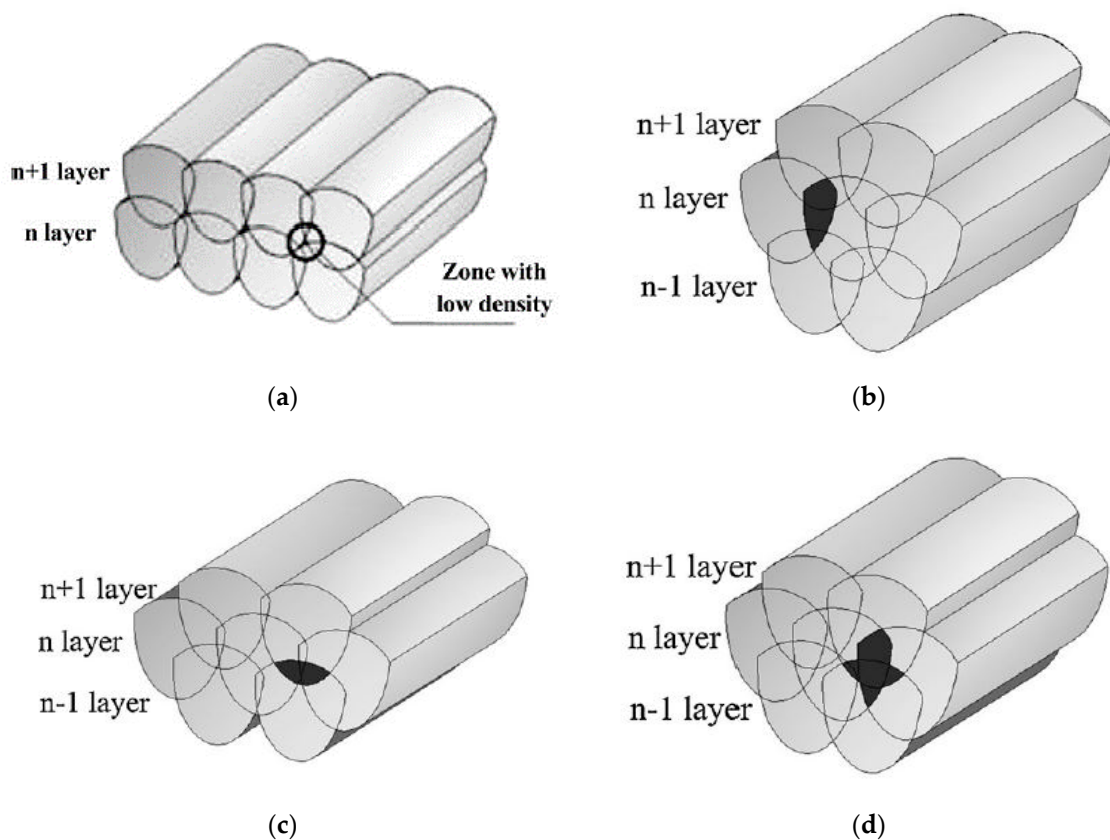 n+1 layer
n layer
Zone with
low density
(a)
n+1 layer
n layer
n-1 layer
(b)
n+1 layer
n layer
n-1 layer
(c)
n+1 layer
n layer
n-1 layer
(d)